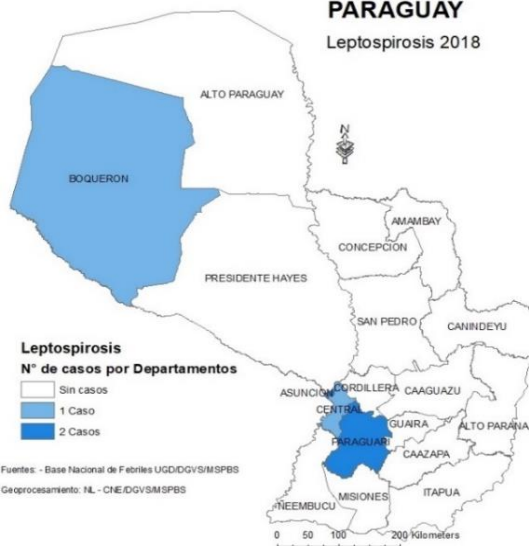 PARAGUAY
Leptospirosis 2018
ALTO PARAGUAY
N
BOQUERON
AMAMBAY
CONCEPCION
PRESIDENTE HAYES
SAN PEDRO
CANINDEYU
Leptospirosis
N° de casos por Departamentos
Sin casos
1 Caso
2 Casos
ASUNCION
CORDILLERA
CAAGUAZU
CENTRAL
GUAIRA
ALTO PARANA
PARAGUARI
CAAZAPA
Fuentes: - Base Nacional de Febriles UGD/DGVS/MSPBS
Geoprocesamiento: NL - CNE/DGVS/MSPBS
MISIONES
ITAPUA
ÑEEMBUCU
0 50 100 200 Kilometers